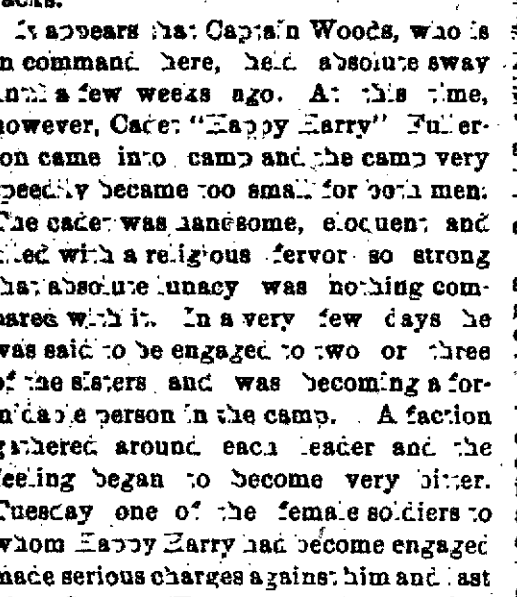 It appears that Captain Woods, who is
in command here, held absolute sway
until a few weeks ago. At this time,
however, Cadet "Happy Harry" Fuller-
ton came into camp and the camp very
speedily became too small for both men.
The cadet was handsome, eloquent and
filled with a religious fervor so strong
that absolute lunacy was nothing com-
pared with it. In a very few days he
was said to be engaged to two or three
of the sisters and was becoming a for-
midable person in the camp. A faction
gathered around each leader and the
feeling began to become very bitter.
Tuesday one of the female soldiers to
whom Happy Harry had become engaged
made serious charges against him and last